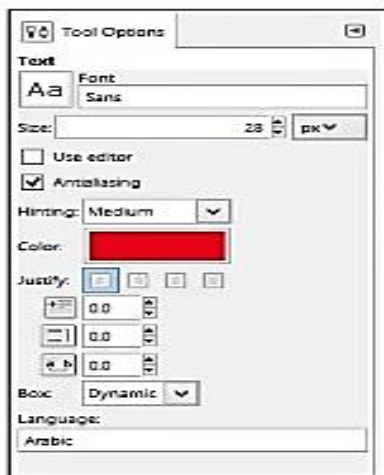 Tool Options
Text
Aa Font
Sans
Size: 28 px
Use editor
Antialiasing
Hinting: Medium
Color:
Justify:
0.0
0.0
a b 0.0
Box: Dynamic
Language:
Arabic